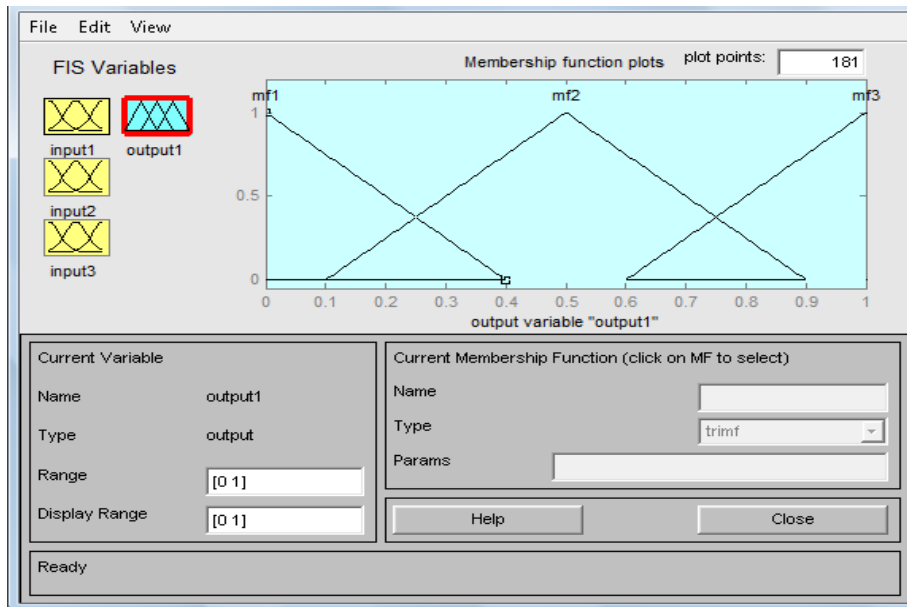 File Edit View
FIS Variables
Membership function plots plot points: 181
mf1 mf2 mf3
input1 output1
input2
input3
1
0.5
0
0 0.1 0.2 0.3 0.4 0.5 0.6 0.7 0.8 0.9 1
output variable "output1"
Current Variable
Name output1
Type output
Range [0 1]
Display Range [0 1]
Current Membership Function (click on MF to select)
Name
Type trimf
Params
Help Close
Ready